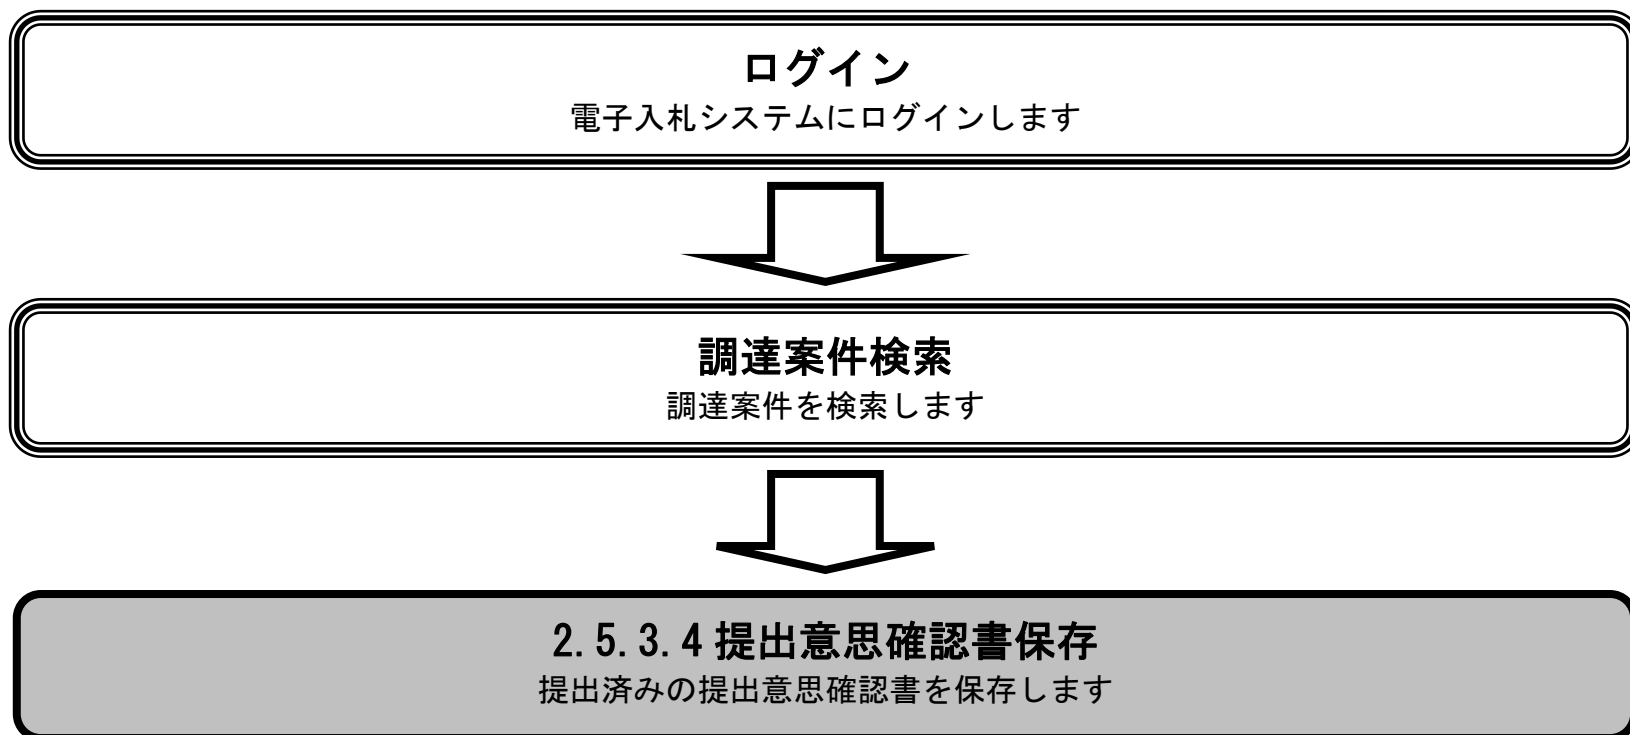 ログイン
電子入札システムにログインします
調達案件検索
調達案件を検索します
2.5.3.4 提出意思確認書保存
提出済みの提出意思確認書を保存します